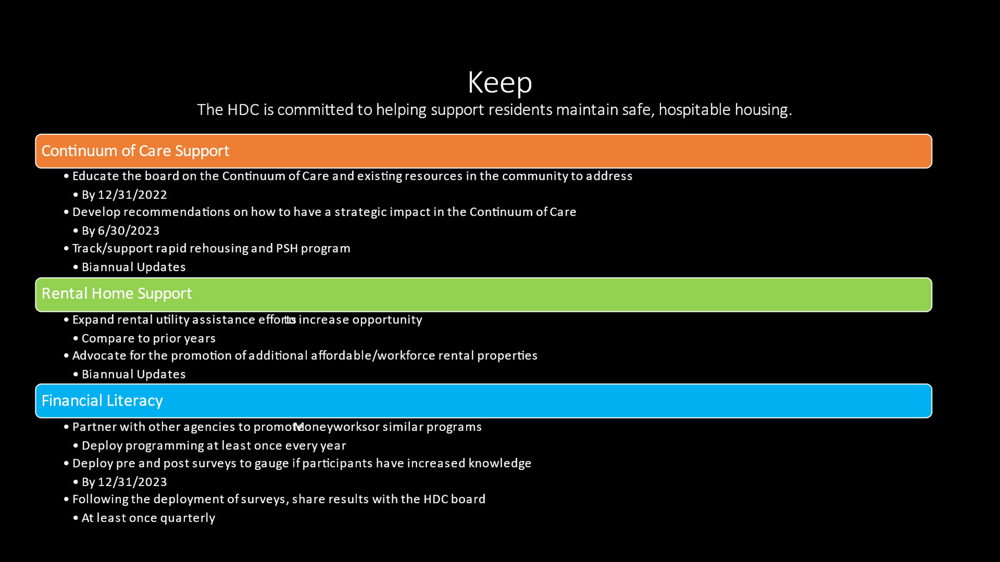 Keep
The HDC is committed to helping support residents maintain safe, hospitable housing.
Continuum of Care Support
• Educate the board on the Continuum of Care and existing resources in the community to address
• By 12/31/2022
• Develop recommendations on how to have a strategic impact in the Continuum of Care
• By 6/30/2023
• Track/support rapid rehousing and PSH program
• Biannual Updates
Rental Home Support
• Expand rental utility assistance efforts to increase opportunity
• Compare to prior years
• Advocate for the promotion of additional affordable/workforce rental properties
• Biannual Updates
Financial Literacy
• Partner with other agencies to promote Moneyworks or similar programs
• Deploy programming at least once every year
• Deploy pre and post surveys to gauge if participants have increased knowledge
• By 12/31/2023
• Following the deployment of surveys, share results with the HDC board
• At least once quarterly